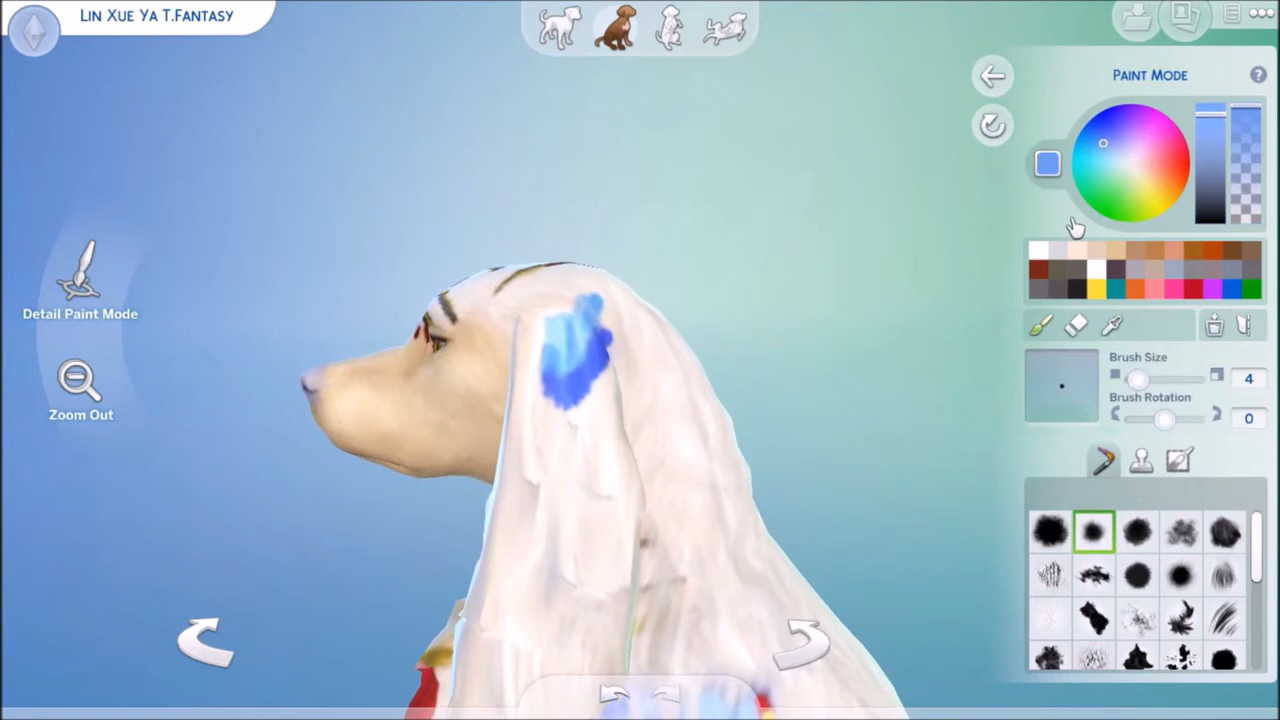 Lin Xue Ya T.Fantasy
Paint Mode
?
Detail Paint Mode
Zoom Out
Brush Size
4
Brush Rotation
0